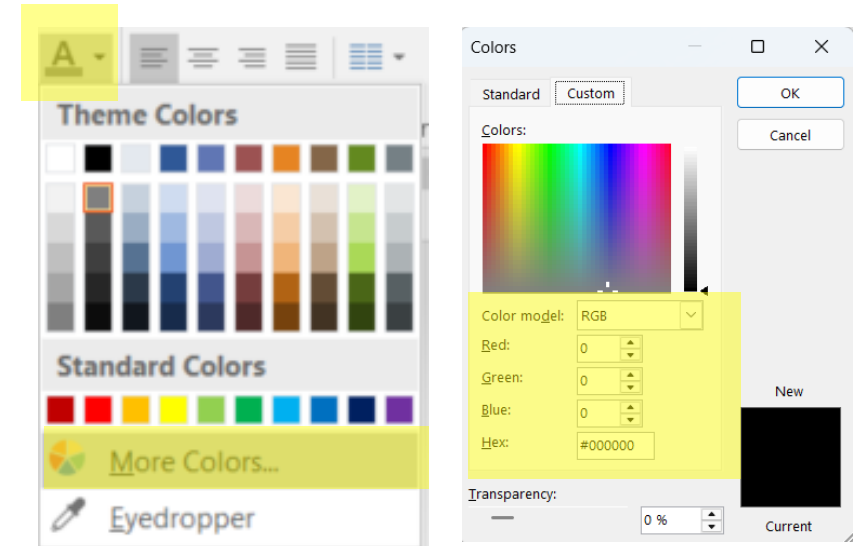 A
Theme Colors
Standard Colors
More Colors...
Eyedropper
Colors
Standard Custom
OK
Cancel
Colors:
Color model: RGB
Red: 0
Green: 0
Blue: 0
Hex: #000000
New
Current
Transparency:
0 %